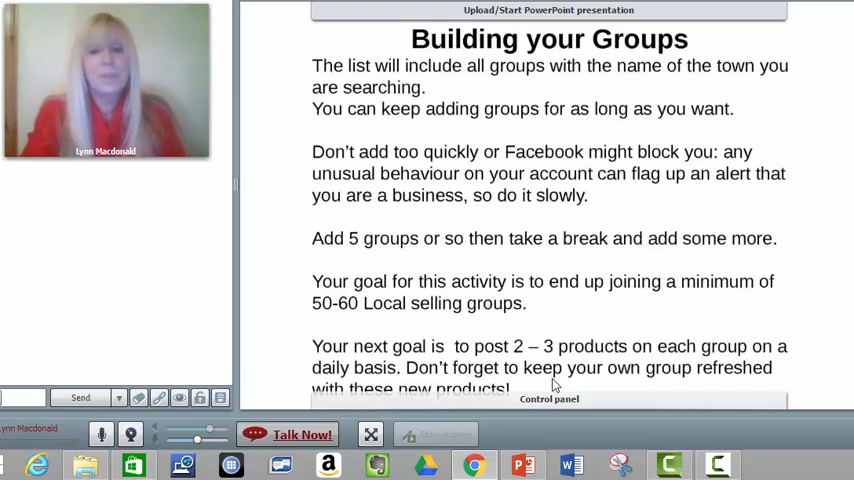 Upload/Start PowerPoint presentation
Building your Groups
The list will include all groups with the name of the town you
are searching.
You can keep adding groups for as long as you want.
Don't add too quickly or Facebook might block you: any
unusual behaviour on your account can flag up an alert that
you are a business, so do it slowly.
Add 5 groups or so then take a break and add some more.
Your goal for this activity is to end up joining a minimum of
50-60 Local selling groups.
Your next goal is to post 2 – 3 products on each group on a
daily basis. Don't forget to keep your own group refreshed
with these new products!
Control panel
Lynn Macdonald
Send
Lynn Macdonald
Talk Now!
Start sharing